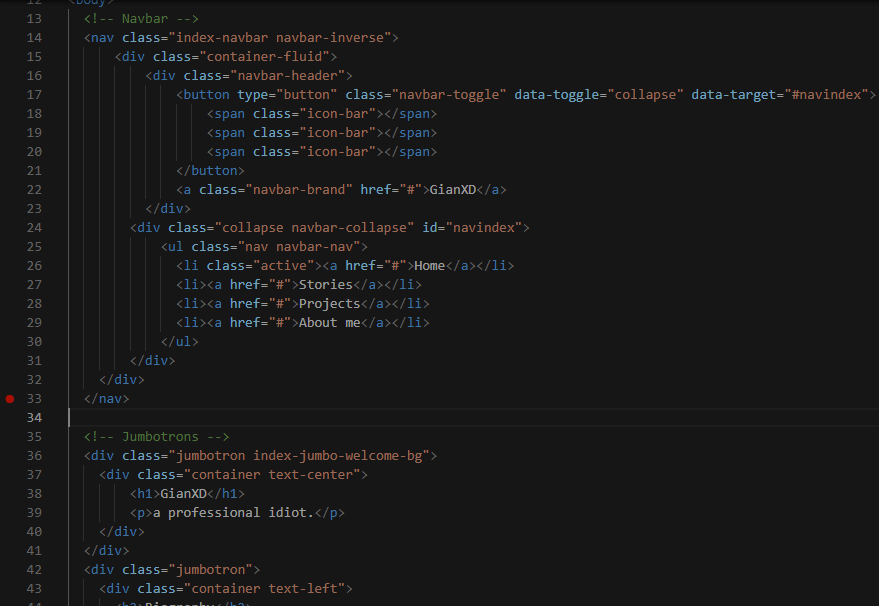 12 <body>
13 <!-- Navbar -->
14 <nav class="index-navbar navbar-inverse">
15 <div class="container-fluid">
16 <div class="navbar-header">
17 <button type="button" class="navbar-toggle" data-toggle="collapse" data-target="#navindex">
18 <span class="icon-bar"></span>
19 <span class="icon-bar"></span>
20 <span class="icon-bar"></span>
21 </button>
22 <a class="navbar-brand" href="#">GianXD</a>
23 </div>
24 <div class="collapse navbar-collapse" id="navindex">
25 <ul class="nav navbar-nav">
26 <li class="active"><a href="#">Home</a></li>
27 <li><a href="#">Stories</a></li>
28 <li><a href="#">Projects</a></li>
29 <li><a href="#">About me</a></li>
30 </ul>
31 </div>
32 </div>
33 </nav>
34
35 <!-- Jumbotrons -->
36 <div class="jumbotron index-jumbo-welcome-bg">
37 <div class="container text-center">
38 <h1>GianXD</h1>
39 <p>a professional idiot.</p>
40 </div>
41 </div>
42 <div class="jumbotron">
43 <div class="container text-left">